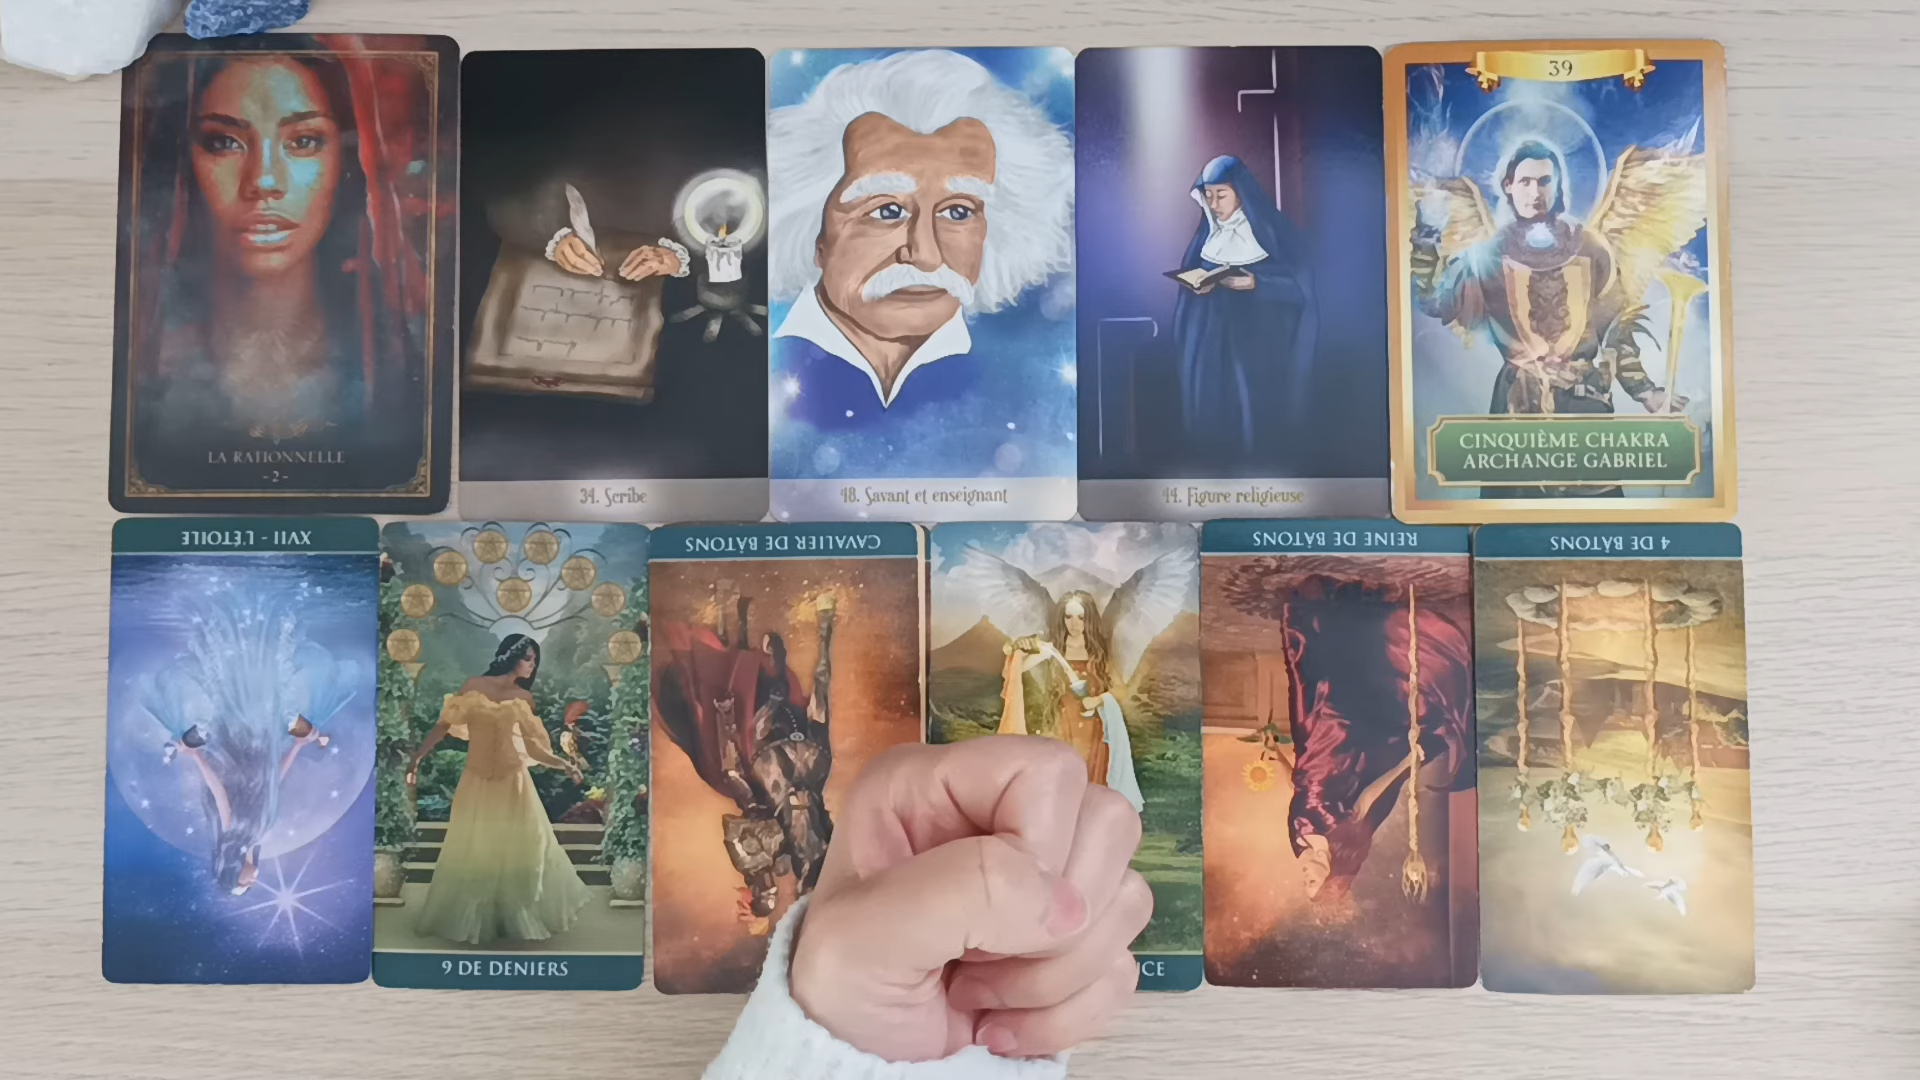 LA RATIONNELLE
-2-
34. Scribe
48. Savant et enseignant
44. Figure religieuse
39
CINQUIÈME CHAKRA
ARCHANGE GABRIEL
XVII - L'ÉTOILE
9 DE DENIERS
CAVALIER DE BÂTONS
REINE DE BÂTONS
4 DE BÂTONS